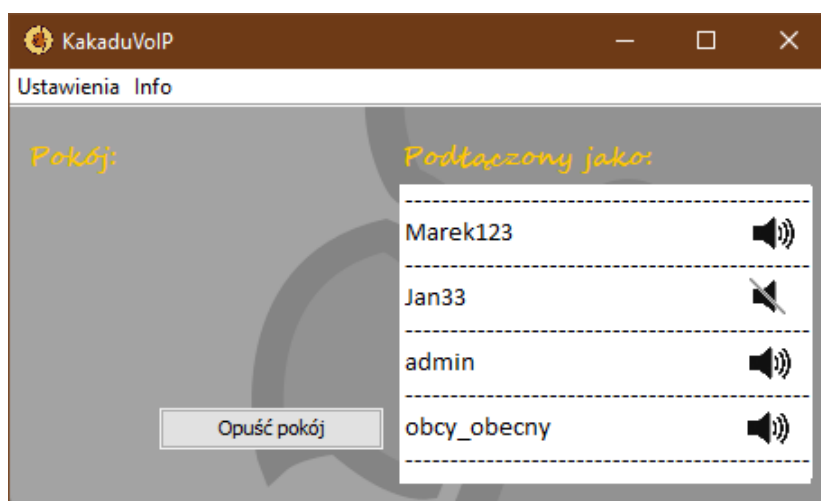 KakaduVoIP
Ustawienia Info
Pokój:
Podłączony jako:
Marek123
Jan33
admin
obcy_obecny
Opuść pokój